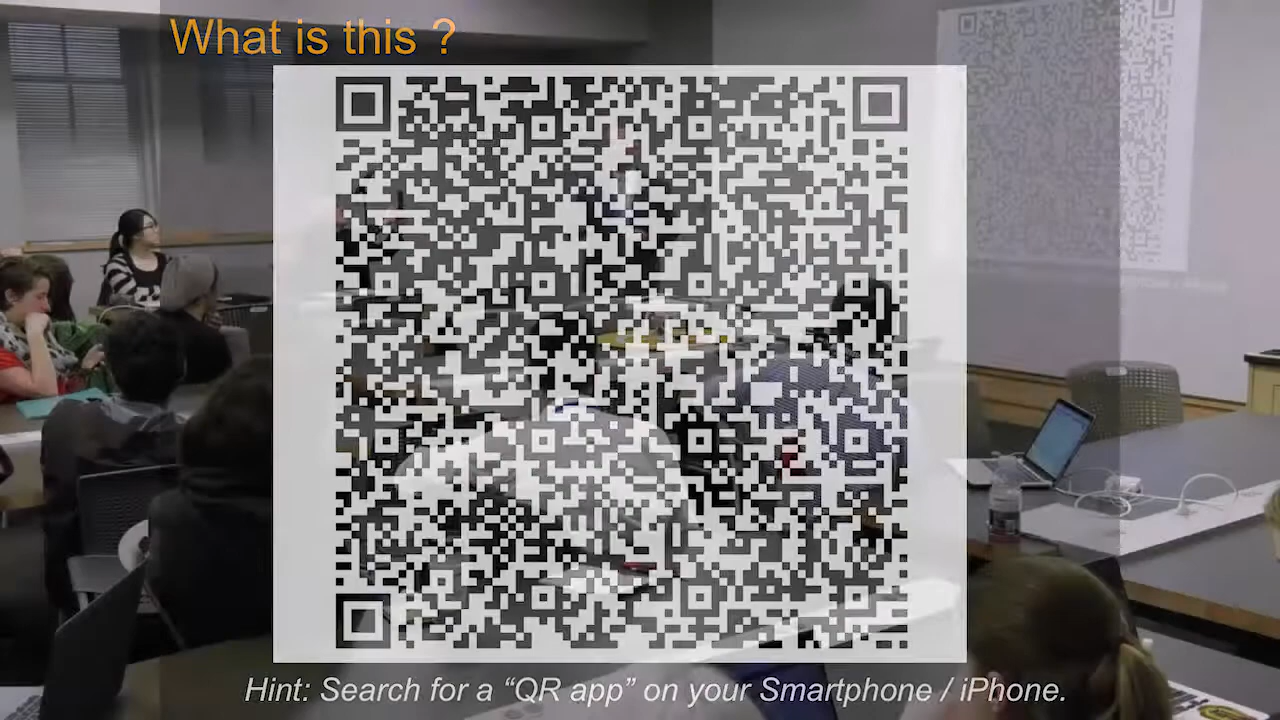 What is this ?
Hint: Search for a “QR app” on your Smartphone / iPhone.